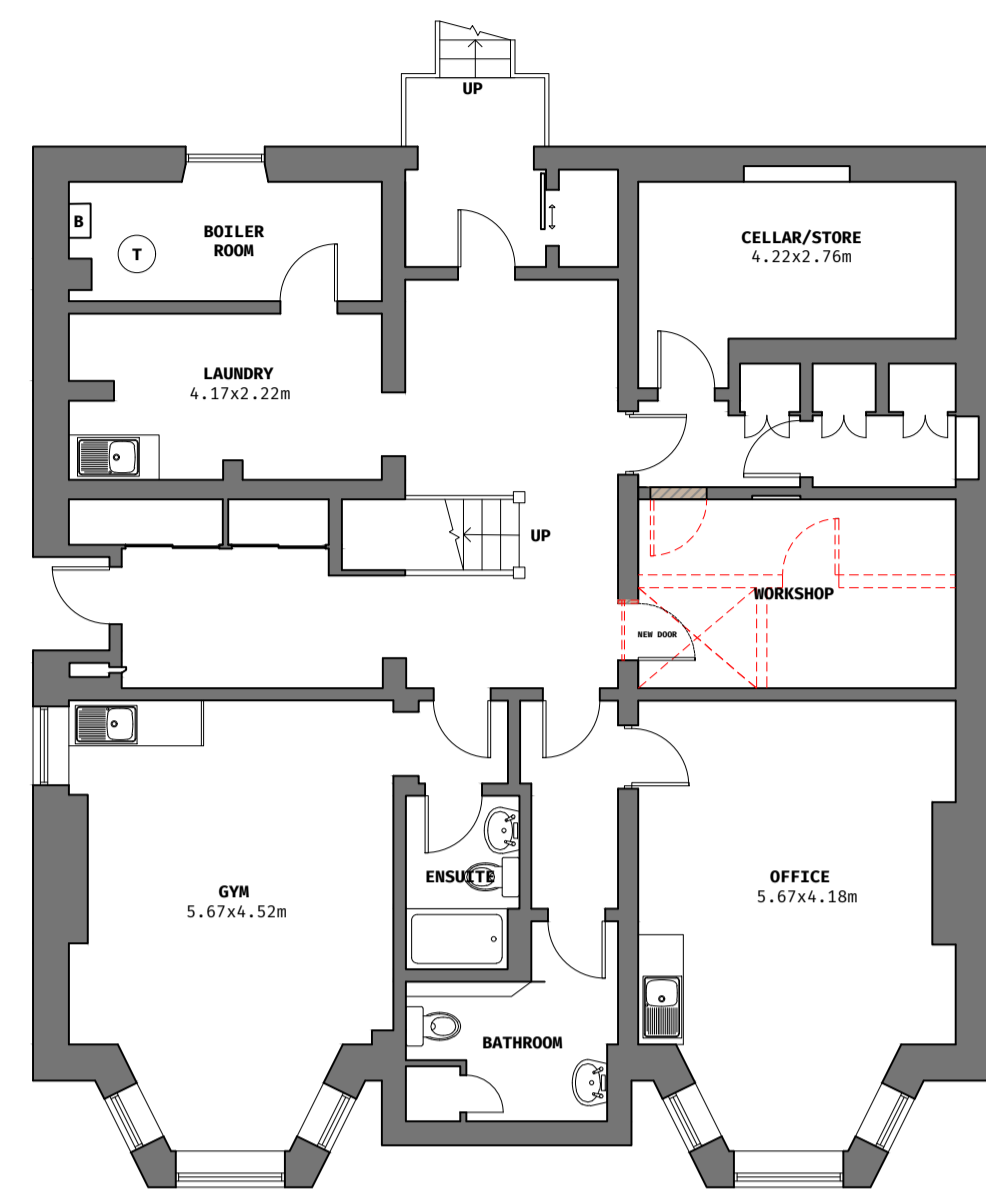 UP
B
T
BOILER
ROOM
CELLAR/STORE
4.22x2.76m
LAUNDRY
4.17x2.22m
UP
WORKSHOP
NEW DOOR
GYM
5.67x4.52m
ENSUITE
OFFICE
5.67x4.18m
BATHROOM